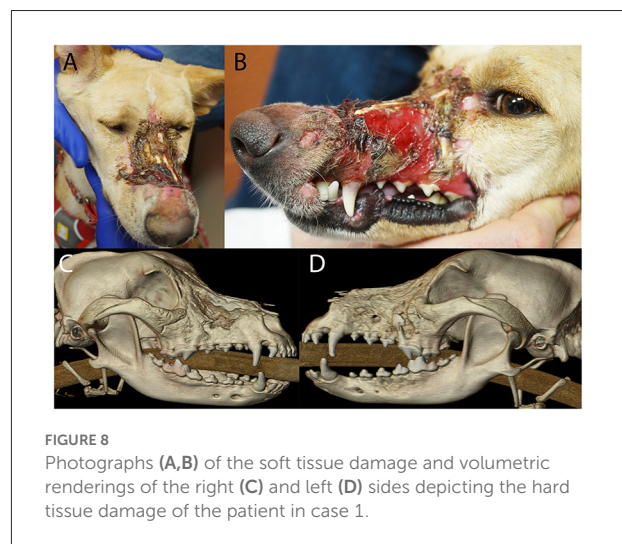 A
B
C
D
FIGURE 8
Photographs (A,B) of the soft tissue damage and volumetric
renderings of the right (C) and left (D) sides depicting the hard
tissue damage of the patient in case 1.